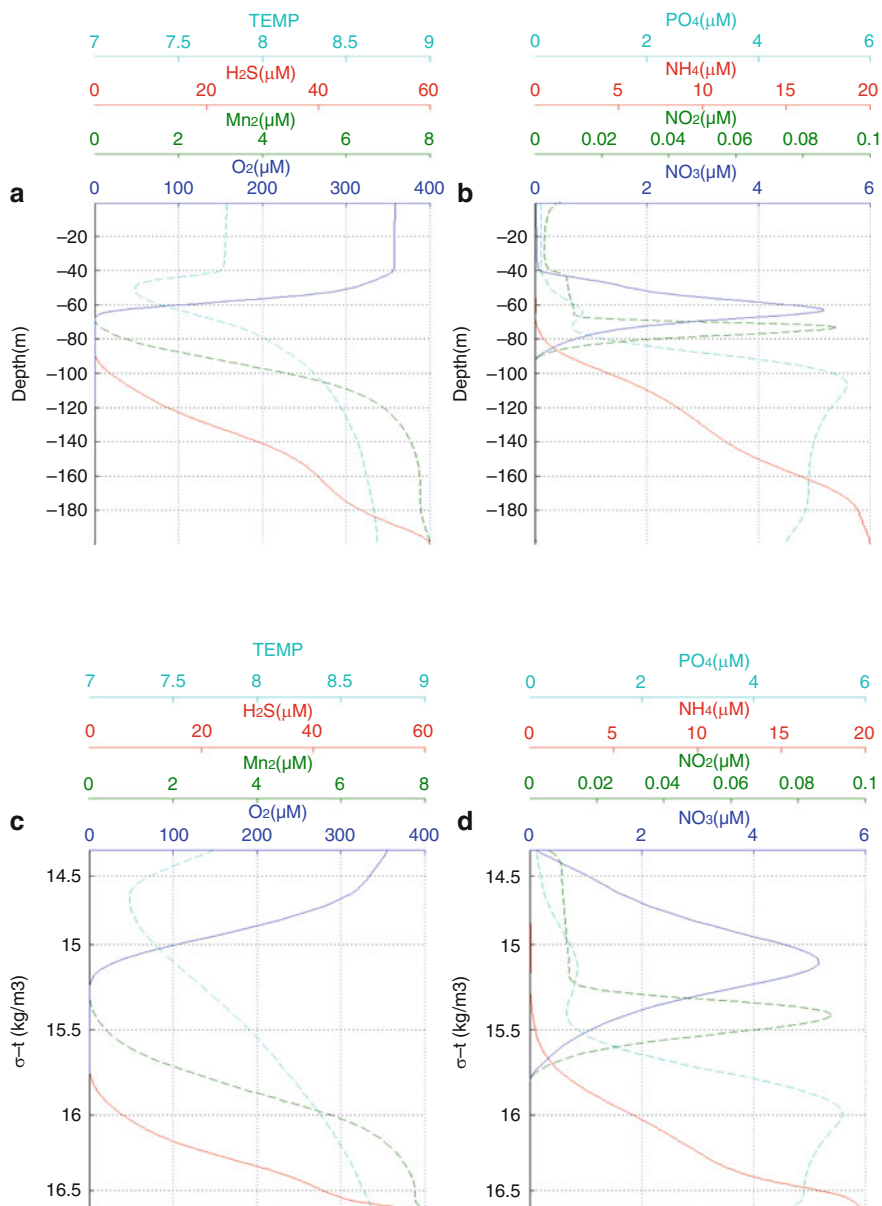 TEMP
7 7.5 8 8.5 9
H2S(μM)
0 20 40 60
Mn2(μM)
0 2 4 6 8
O2(μM)
0 100 200 300 400
a
−20
−40
−60
−80
−100
−120
−140
−160
−180
Depth(m)
PO4(μM)
0 2 4 6
NH4(μM)
0 5 10 15 20
NO2(μM)
0 0.02 0.04 0.06 0.08 0.1
NO3(μM)
0 2 4 6
b
−20
−40
−60
−80
−100
−120
−140
−160
−180
Depth(m)
TEMP
7 7.5 8 8.5 9
H2S(μM)
0 20 40 60
Mn2(μM)
0 2 4 6 8
O2(μM)
0 100 200 300 400
c
14.5
15
15.5
16
16.5
σ−t (kg/m3)
PO4(μM)
0 2 4 6
NH4(μM)
0 5 10 15 20
NO2(μM)
0 0.02 0.04 0.06 0.08 0.1
NO3(μM)
0 2 4 6
d
14.5
15
15.5
16
16.5
σ−t (kg/m3)